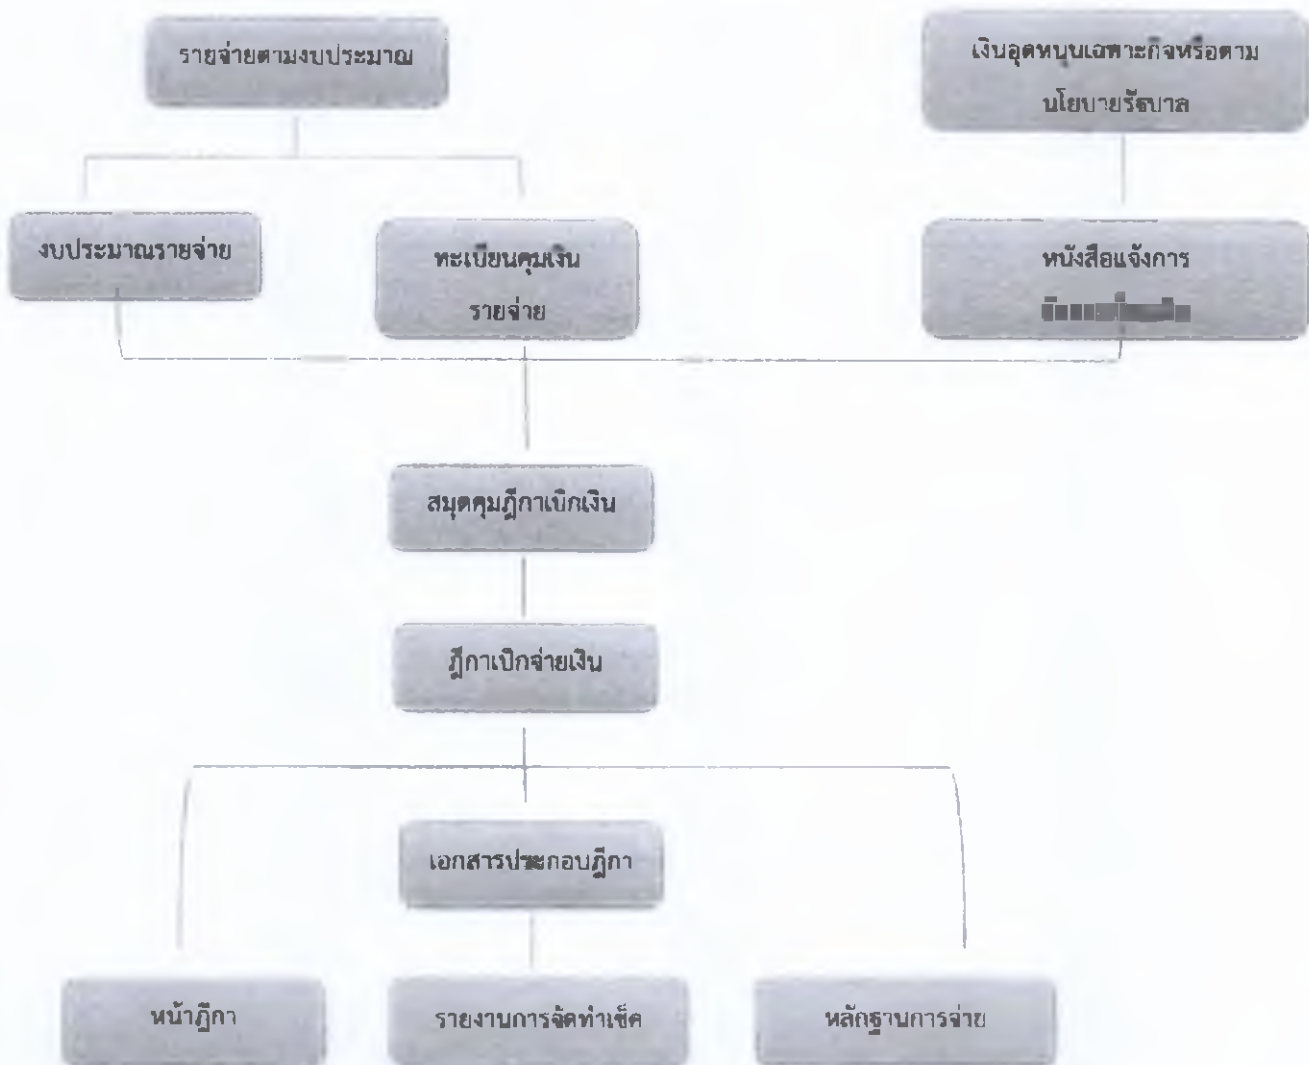 รายจ่ายตามงบประมาณ
เงินอุดหนุนเฉพาะกิจหรือตาม
นโยบายรัฐบาล
งบประมาณรายจ่าย
ทะเบียนคุมเงิน
รายจ่าย
หนังสือแจ้งการ
สมุดคุมฎีกาเบิกเงิน
ฎีกาเบิกจ่ายเงิน
เอกสารประกอบฎีกา
หน้าฎีกา
รายงานการจัดทำเช็ค
หลักฐานการจ่าย